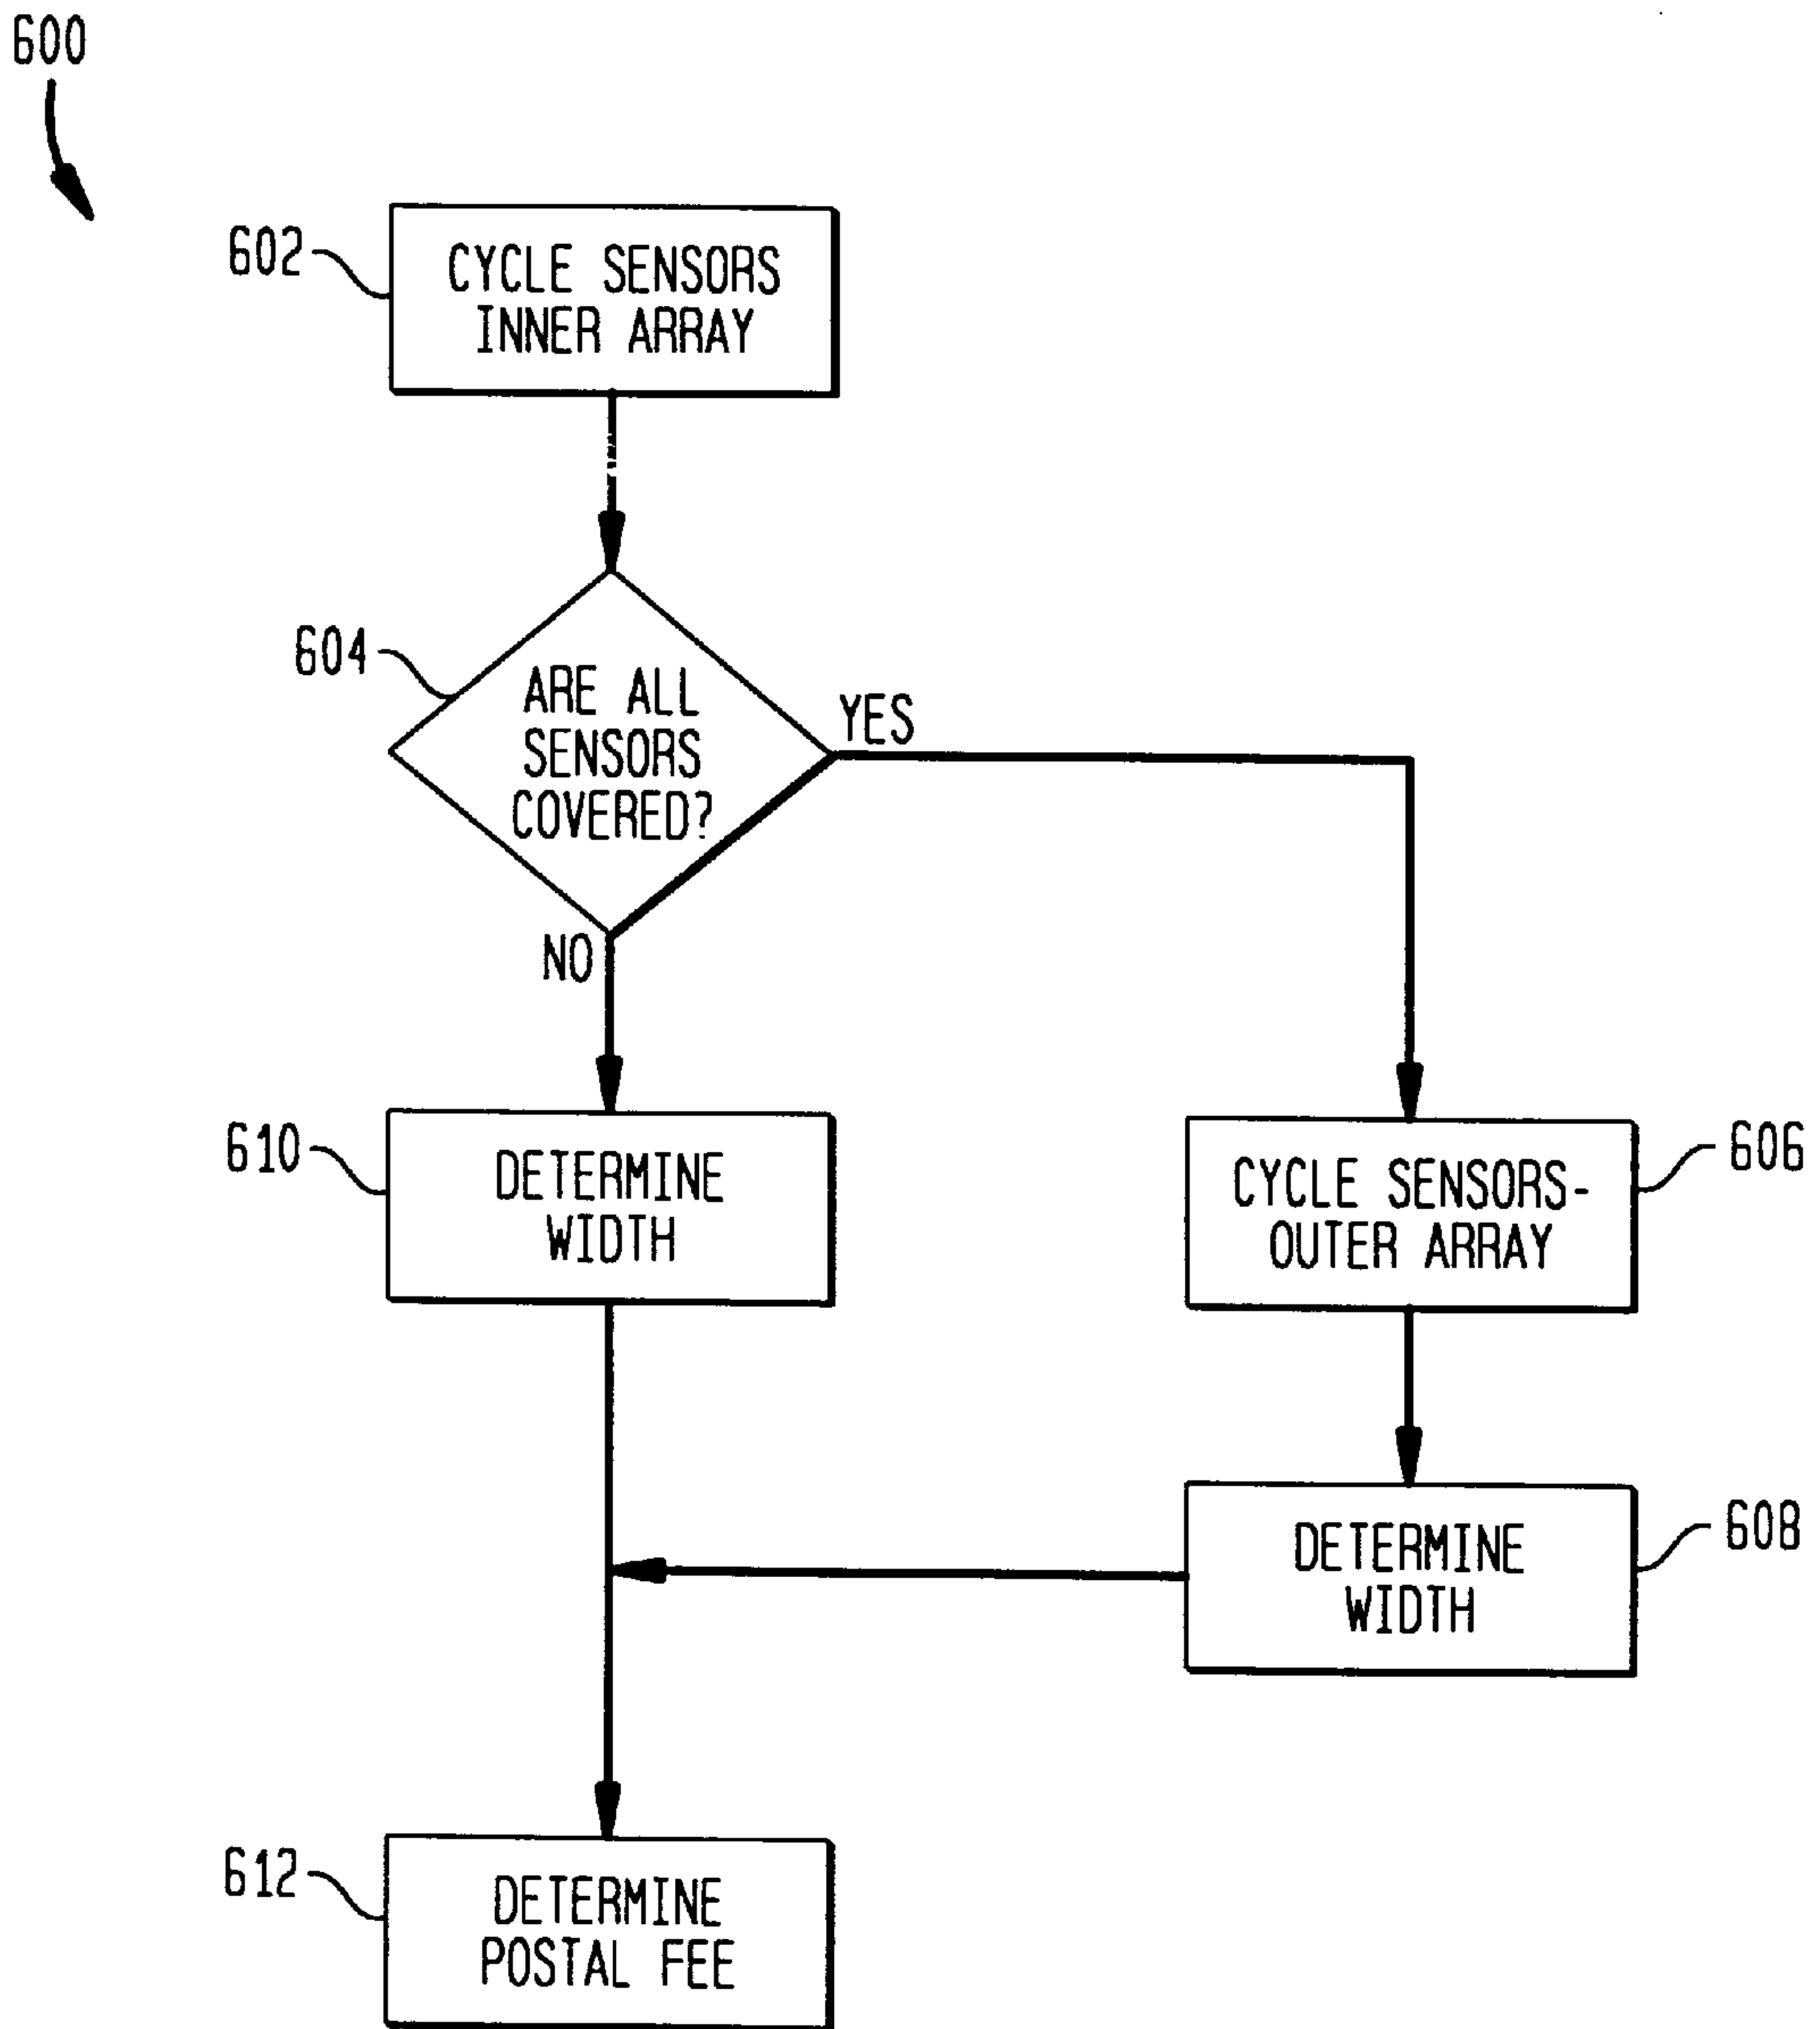 600
602
CYCLE SENSORS
INNER ARRAY
604
ARE ALL
SENSORS
COVERED?
YES
NO
610
DETERMINE
WIDTH
CYCLE SENSORS-
OUTER ARRAY
606
DETERMINE
WIDTH
608
612
DETERMINE
POSTAL FEE